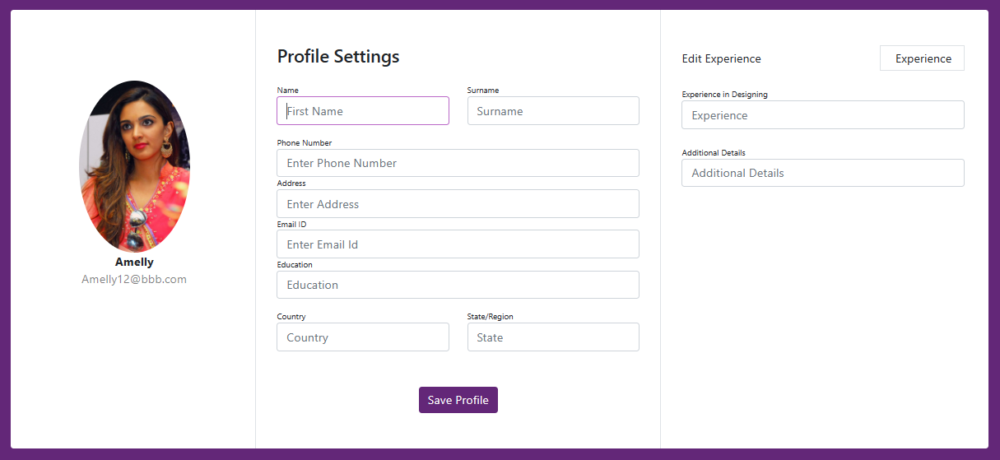 Amelly
Amelly12@bbb.com
Profile Settings
Name
First Name
Surname
Surname
Phone Number
Enter Phone Number
Address
Enter Address
Email ID
Enter Email Id
Education
Education
Country
Country
State/Region
State
Save Profile
Edit Experience
Experience
Experience in Designing
Experience
Additional Details
Additional Details